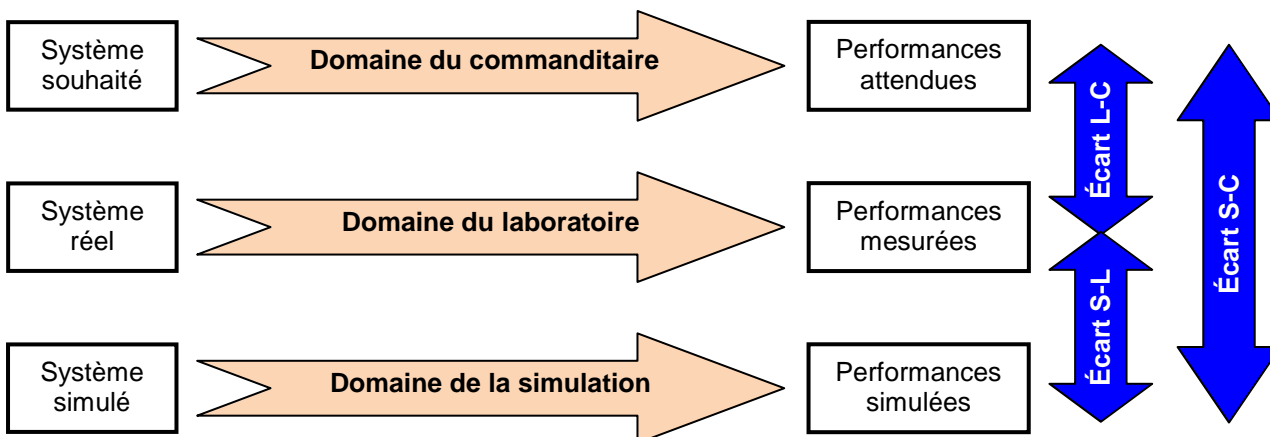 Système
souhaité
Domaine du commanditaire
Performances
attendues
Écart L-C
Écart S-C
Système
réel
Domaine du laboratoire
Performances
mesurées
Écart S-L
Système
simulé
Domaine de la simulation
Performances
simulées